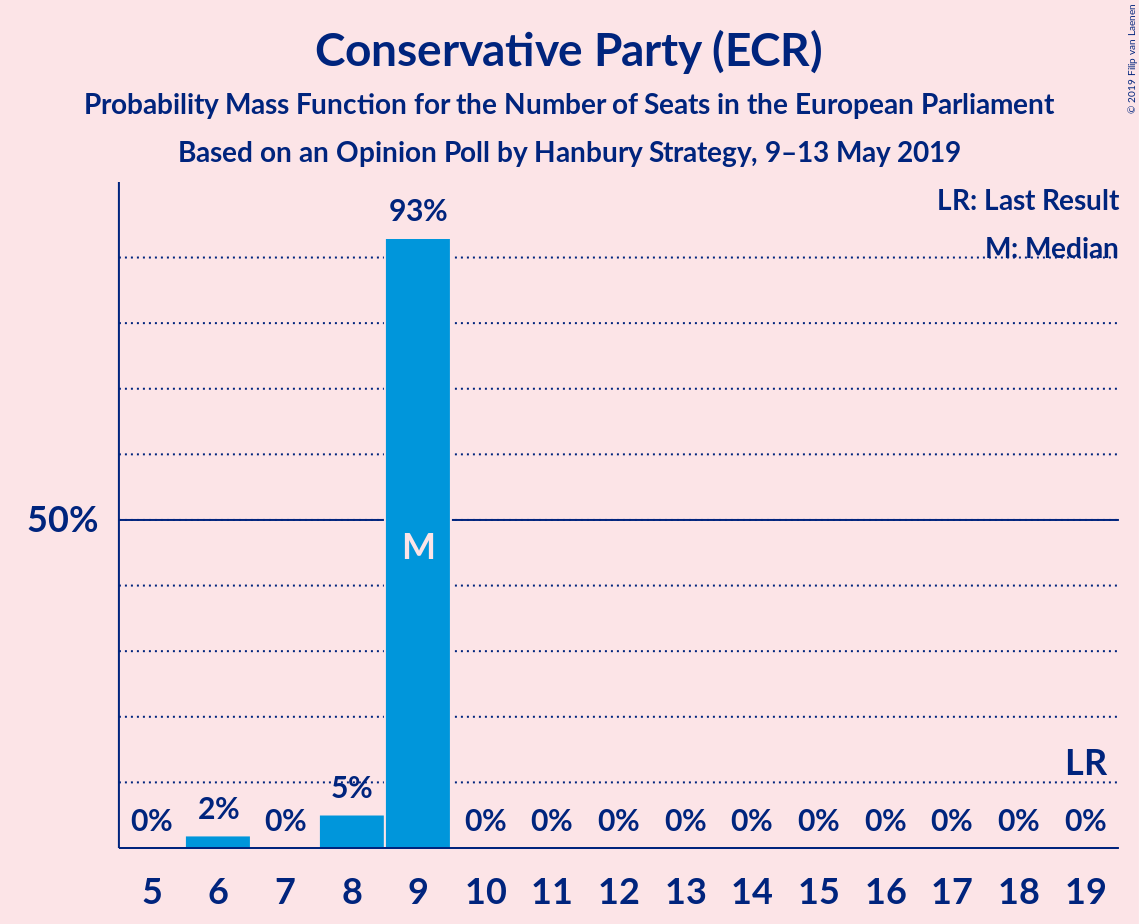 Conservative Party (ECR)
Probability Mass Function for the Number of Seats in the European Parliament
Based on an Opinion Poll by Hanbury Strategy, 9–13 May 2019
© 2019 Filip van Laenen
LR: Last Result
M: Median
93%
50%
M
LR
0% 2% 0% 5% 0% 0% 0% 0% 0% 0% 0% 0% 0% 0%
5 6 7 8 9 10 11 12 13 14 15 16 17 18 19